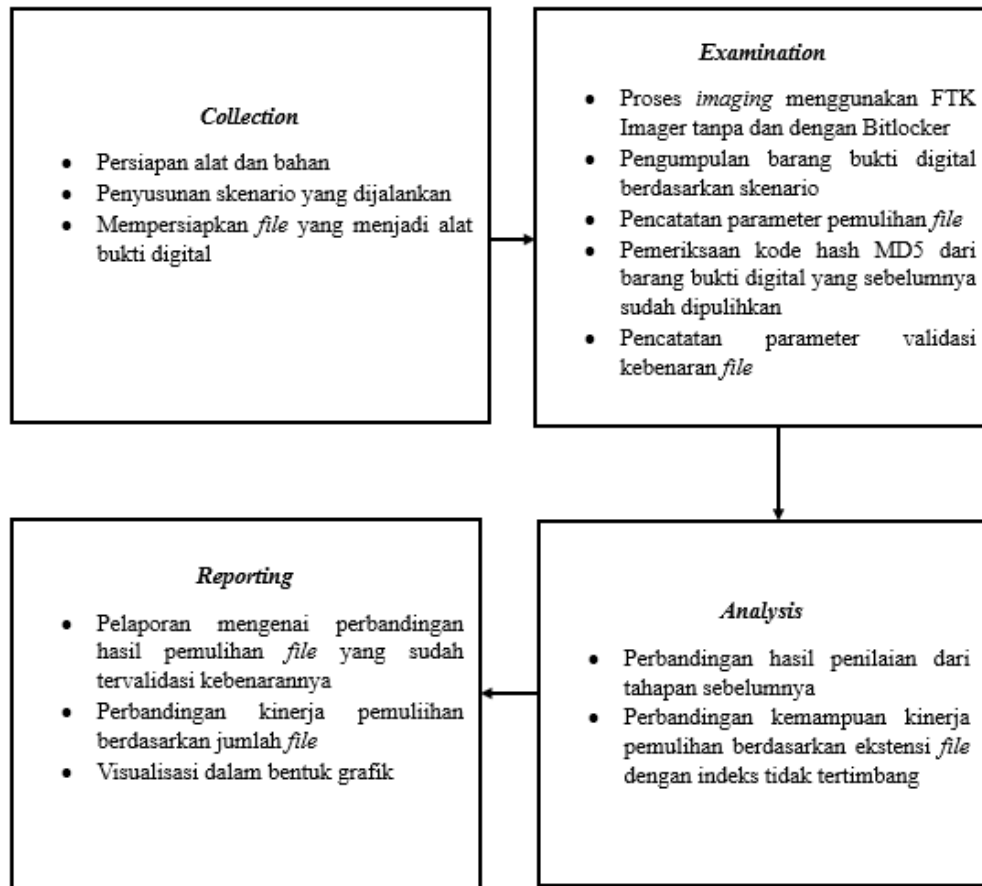 Collection
• Persiapan alat dan bahan
• Penyusunan skenario yang dijalankan
• Mempersiapkan file yang menjadi alat
bukti digital
Examination
• Proses imaging menggunakan FTK
Imager tanpa dan dengan Bitlocker
• Pengumpulan barang bukti digital
berdasarkan skenario
• Pencatatan parameter pemulihan file
• Pemeriksaan kode hash MD5 dari
barang bukti digital yang sebelumnya
sudah dipulihkan
• Pencatatan parameter validasi
kebenaran file
Analysis
• Perbandingan hasil penilaian dari
tahapan sebelumnya
• Perbandingan kemampuan kinerja
pemulihan berdasarkan ekstensi file
dengan indeks tidak tertimbang
Reporting
• Pelaporan mengenai perbandingan
hasil pemulihan file yang sudah
tervalidasi kebenarannya
• Perbandingan kinerja pemuliihan
berdasarkan jumlah file
• Visualisasi dalam bentuk grafik